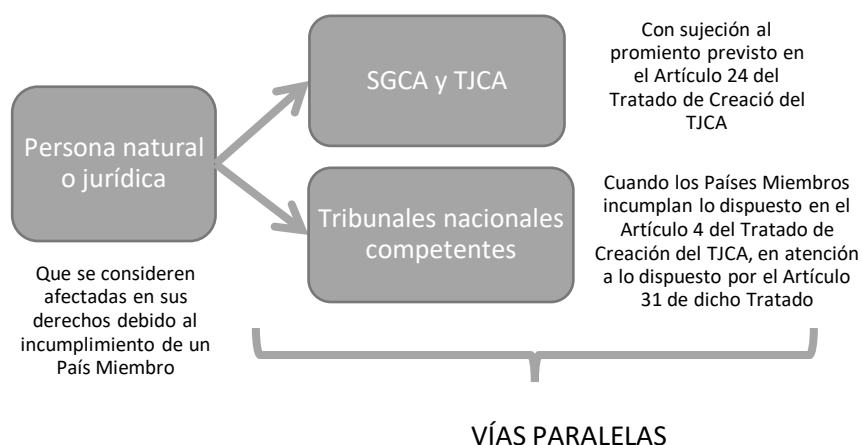 Persona natural
o jurídica
Que se consideren
afectadas en sus
derechos debido al
incumplimiento de un
País Miembro
SGCA y TJCA
Con sujeción al
promiento previsto en
el Artículo 24 del
Tratado de Creació del
TJCA
Tribunales nacionales
competentes
Cuando los Países Miembros
incumplan lo dispuesto en el
Artículo 4 del Tratado de
Creación del TJCA, en atención
a lo dispuesto por el Artículo
31 de dicho Tratado
VÍAS PARALELAS